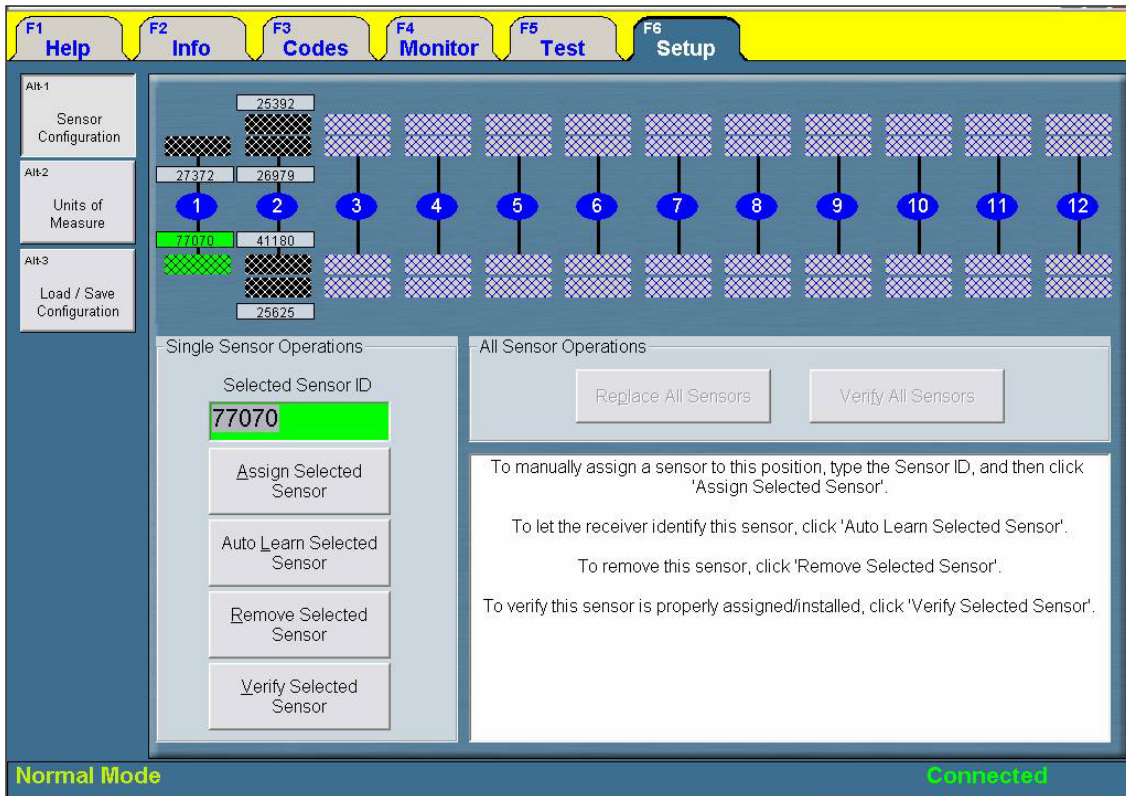 F1 Help
F2 Info
F3 Codes
F4 Monitor
F5 Test
F6 Setup
Alt-1
Sensor
Configuration
Alt-2
Units of
Measure
Alt-3
Load / Save
Configuration
25392
27372 26979
1 2 3 4 5 6 7 8 9 10 11 12
77070 41180
25625
Single Sensor Operations
Selected Sensor ID
77070
Assign Selected
Sensor
Auto Learn Selected
Sensor
Remove Selected
Sensor
Verify Selected
Sensor
All Sensor Operations
Replace All Sensors
Verify All Sensors
To manually assign a sensor to this position, type the Sensor ID, and then click
'Assign Selected Sensor'.
To let the receiver identify this sensor, click 'Auto Learn Selected Sensor'.
To remove this sensor, click 'Remove Selected Sensor'.
To verify this sensor is properly assigned/installed, click 'Verify Selected Sensor'.
Normal Mode
Connected